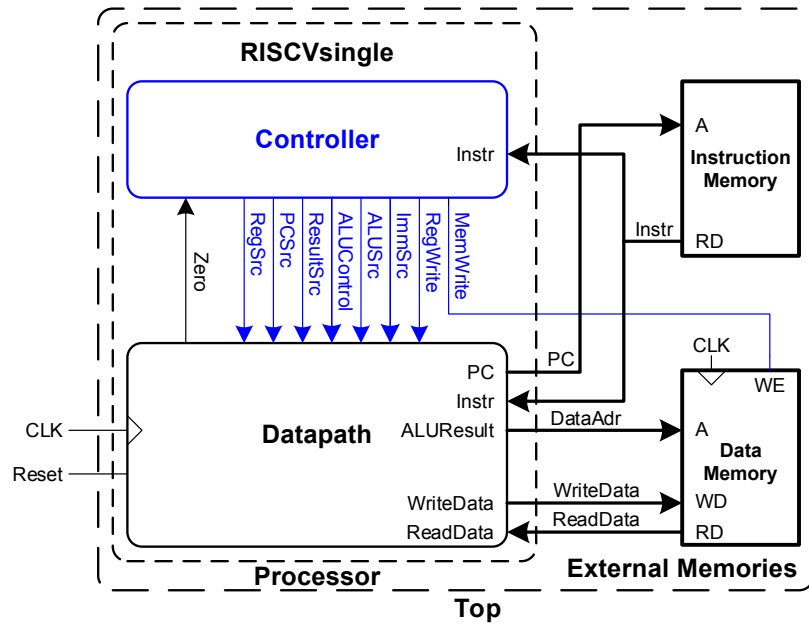 RISCVsingle
Controller
Instr
A
Instruction
Memory
RD
Instr
Zero
RegSrc
PCSrc
ResultSrc
ALUControl
ALUSrc
ImmSrc
RegWrite
MemWrite
CLK
WE
PC
PC
Instr
CLK
Datapath
ALUResult
DataAdr
A
Data
Memory
Reset
WriteData
WriteData
WD
ReadData
ReadData
RD
Processor
External Memories
Top